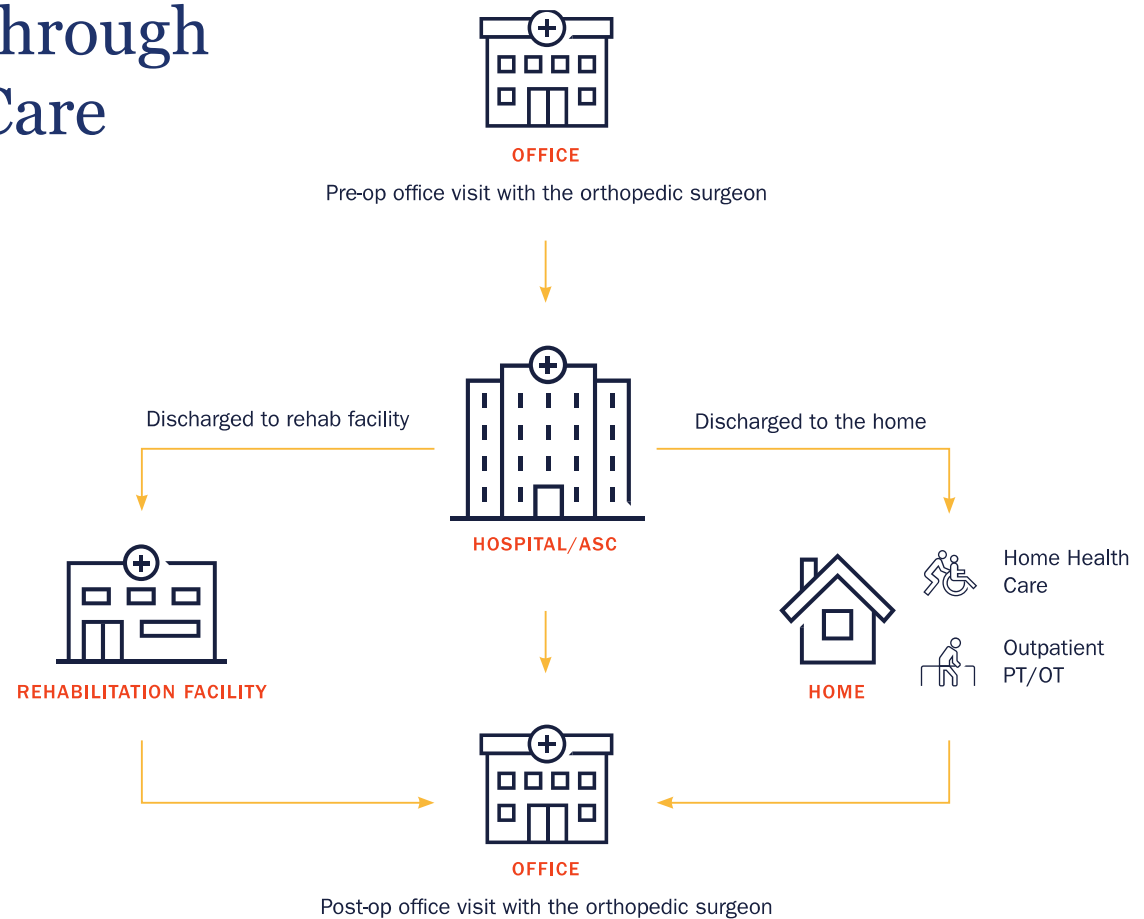 through
Care
OFFICE
Pre-op office visit with the orthopedic surgeon
Discharged to rehab facility
Discharged to the home
HOSPITAL/ASC
Home Health
Care
Outpatient
PT/OT
REHABILITATION FACILITY
HOME
OFFICE
Post-op office visit with the orthopedic surgeon